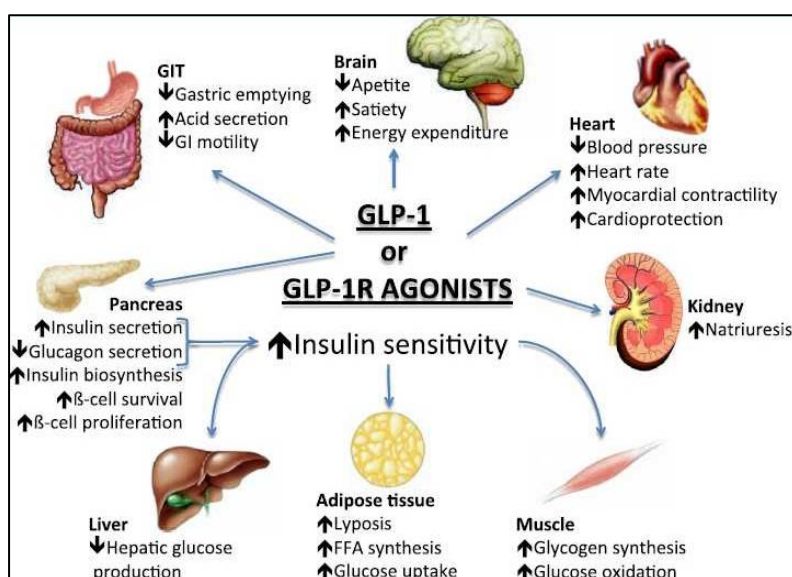 GIT
↓Gastric emptying
↑Acid secretion
↓GI motility
Brain
↓Apetite
↑Satiety
↑Energy expenditure
Heart
↓Blood pressure
↑Heart rate
↑Myocardial contractility
↑Cardioprotection
GLP-1
or
GLP-1R AGONISTS
Pancreas
↑Insulin secretion
↓Glucagon secretion
↑Insulin biosynthesis
↑ß-cell survival
↑ß-cell proliferation
↑Insulin sensitivity
Kidney
↑Natriuresis
Liver
↓Hepatic glucose
production
Adipose tissue
↑Lyposis
↑FFA synthesis
↑Glucose uptake
Muscle
↑Glycogen synthesis
↑Glucose oxidation